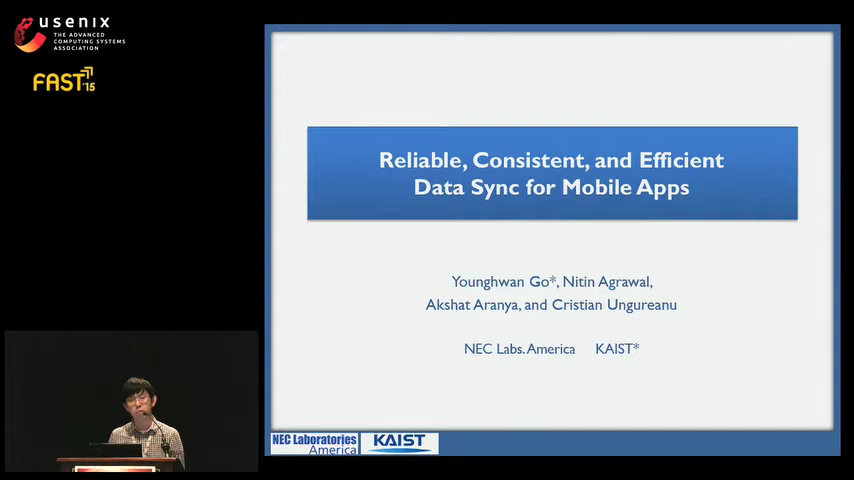 usenix
THE ADVANCED
COMPUTING SYSTEMS
ASSOCIATION
FAST'15
Reliable, Consistent, and Efficient
Data Sync for Mobile Apps
Younghwan Go*, Nitin Agrawal,
Akshat Aranya, and Cristian Ungureanu
NEC Labs. America KAIST*
NEC Laboratories
America
KAIST